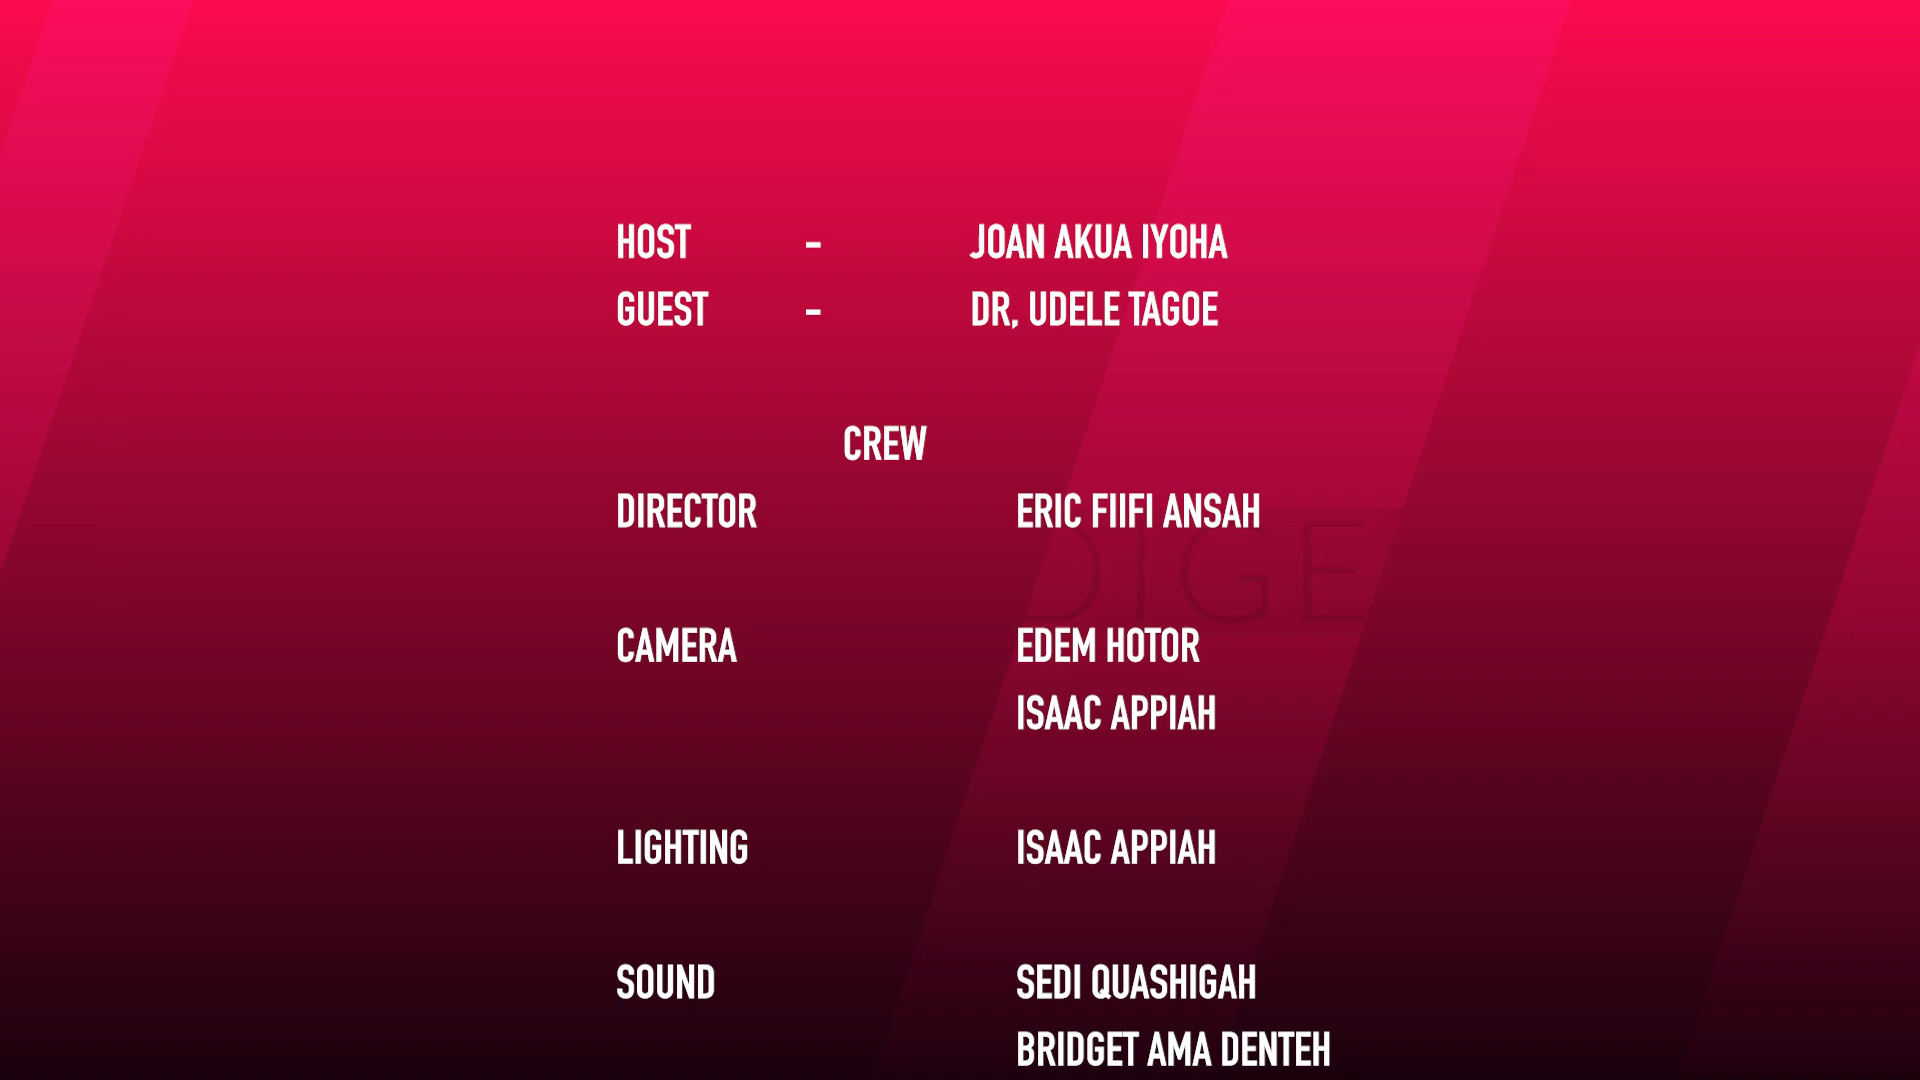 HOST - JOAN AKUA IYOHA
GUEST - DR, UDELE TAGOE
CREW
DIRECTOR ERIC FIIFI ANSAH
DIGE
CAMERA EDEM HOTOR
ISAAC APPIAH
LIGHTING ISAAC APPIAH
SOUND SEDI QUASHIGAH
BRIDGET AMA DENTEH